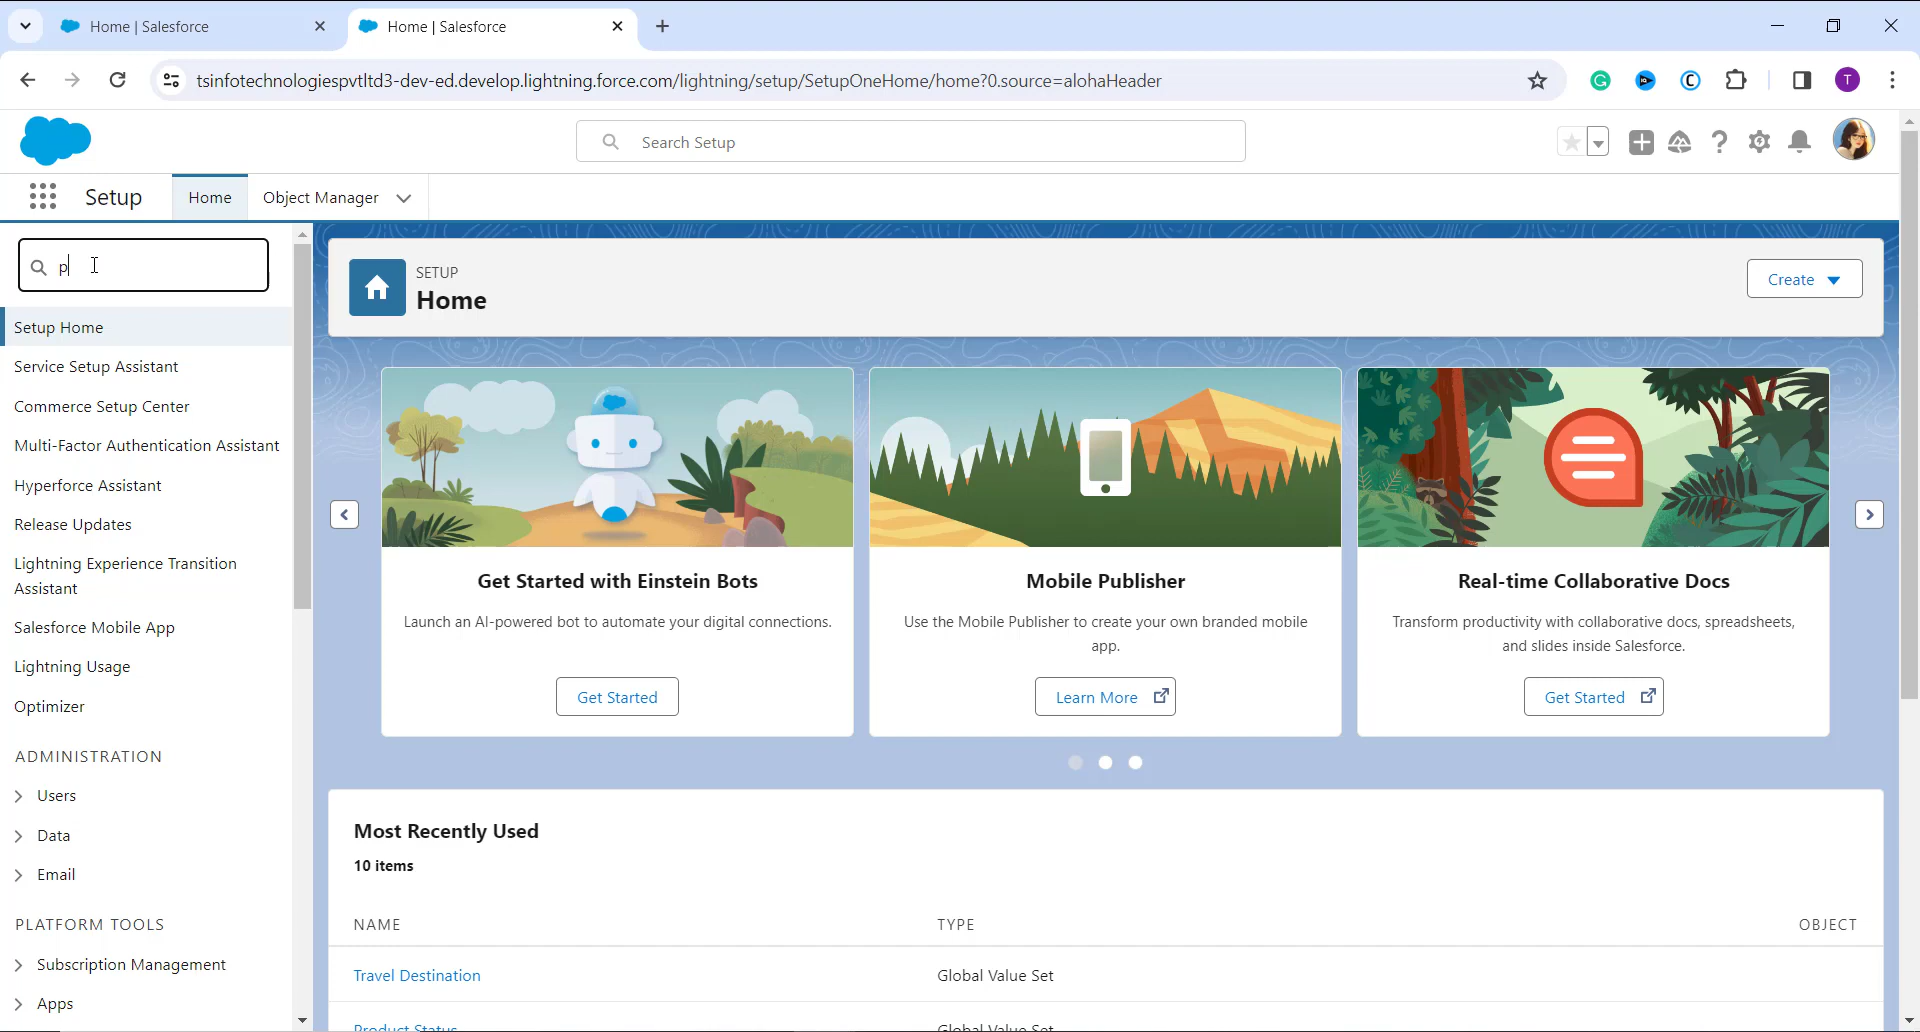 Home | Salesforce
Home | Salesforce
tsinfotechnologiespvtltd3-dev-ed.develop.lightning.force.com/lightning/setup/SetupOneHome/home?0.source=alohaHeader
T
Search Setup
Setup
Home
Object Manager
p
Setup Home
Service Setup Assistant
Commerce Setup Center
Multi-Factor Authentication Assistant
Hyperforce Assistant
Release Updates
Lightning Experience Transition
Assistant
Salesforce Mobile App
Lightning Usage
Optimizer
ADMINISTRATION
Users
Data
Email
PLATFORM TOOLS
Subscription Management
Apps
SETUP
Home
Create
Get Started with Einstein Bots
Launch an AI-powered bot to automate your digital connections.
Get Started
Mobile Publisher
Use the Mobile Publisher to create your own branded mobile
app.
Learn More
Real-time Collaborative Docs
Transform productivity with collaborative docs, spreadsheets,
and slides inside Salesforce.
Get Started
Most Recently Used
10 items
NAME TYPE OBJECT
Travel Destination Global Value Set
Product Status Global Value Set